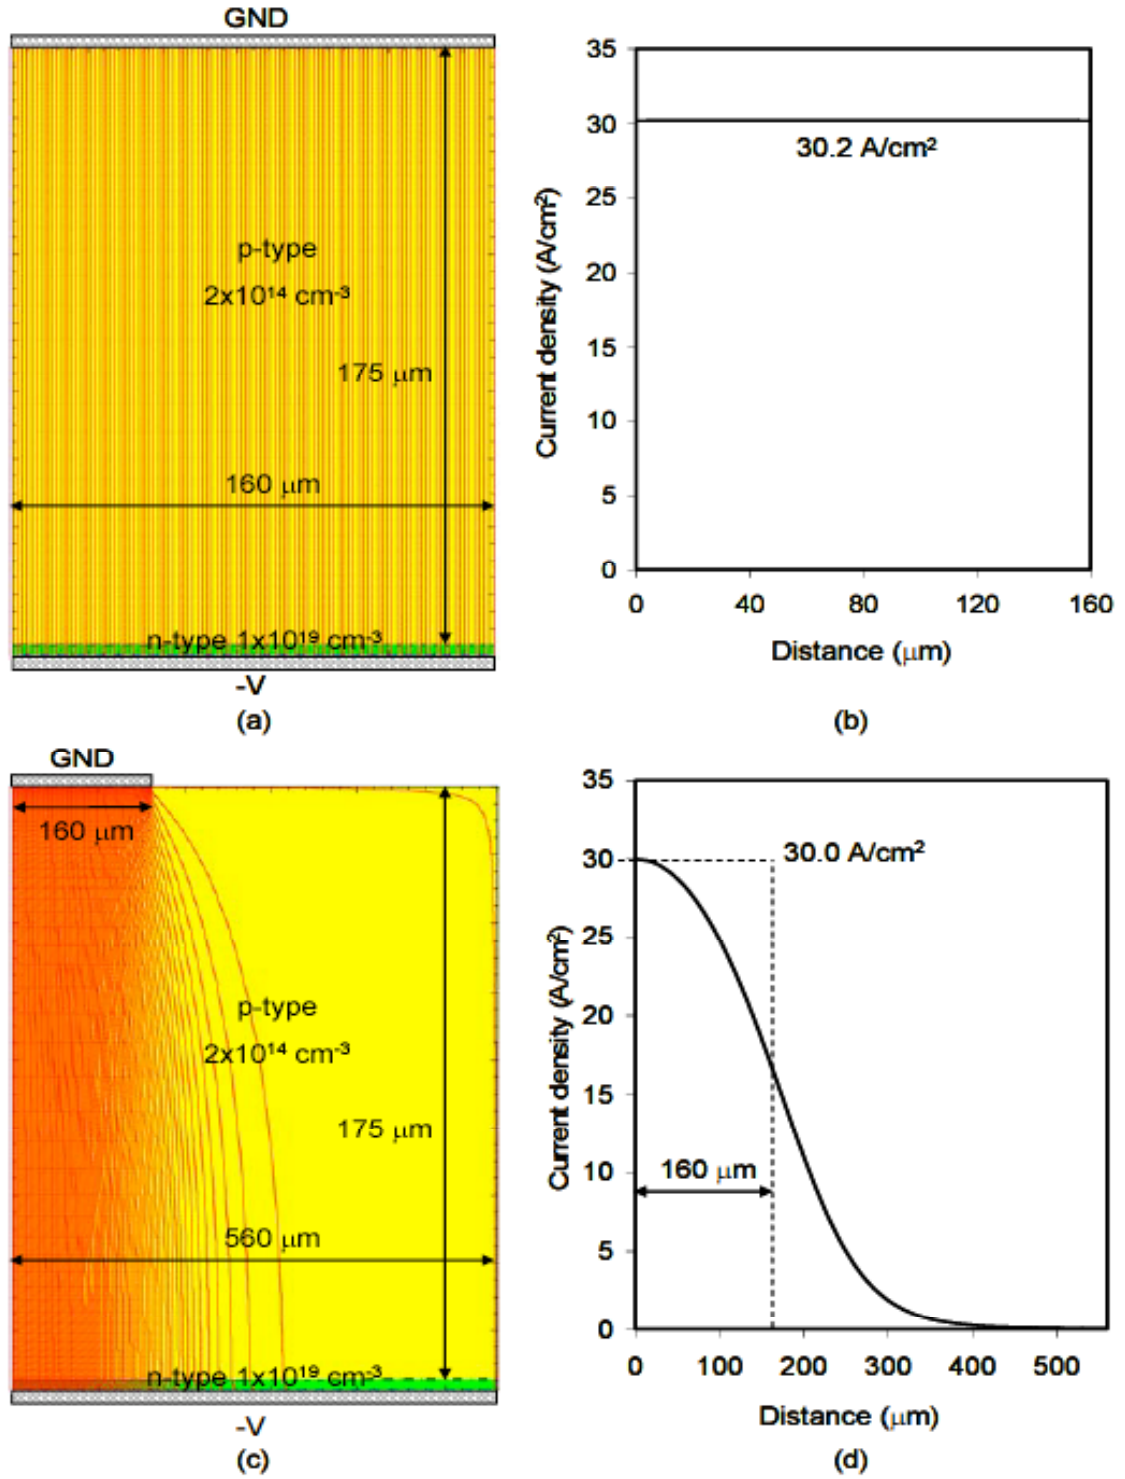 GND
p-type
2x10¹⁴ cm⁻³
175 μm
160 μm
n-type 1x10¹⁹ cm⁻³
-V
(a)
35
30
25
20
15
10
5
0
Current density (A/cm²)
30.2 A/cm²
0 40 80 120 160
Distance (μm)
(b)
GND
160 μm
p-type
2x10¹⁴ cm⁻³
175 μm
560 μm
n-type 1x10¹⁹ cm⁻³
-V
(c)
35
30
25
20
15
10
5
0
Current density (A/cm²)
30.0 A/cm²
160 μm
0 100 200 300 400 500
Distance (μm)
(d)